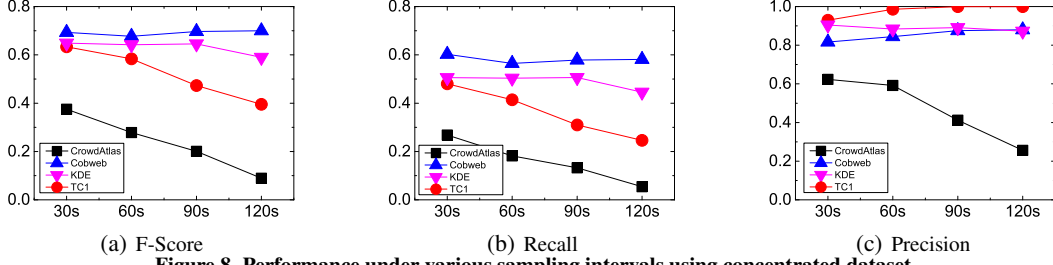 0.8
0.6
0.4
0.2
0.0
CrowdAtlas
Cobweb
KDE
TC1
30s 60s 90s 120s
(a) F-Score
0.8
0.6
0.4
0.2
0.0
CrowdAtlas
Cobweb
KDE
TC1
30s 60s 90s 120s
(b) Recall
1.0
0.8
0.6
0.4
0.2
0.0
CrowdAtlas
Cobweb
KDE
TC1
30s 60s 90s 120s
(c) Precision
Figure 8. Performance under various sampling intervals using concentrated dataset